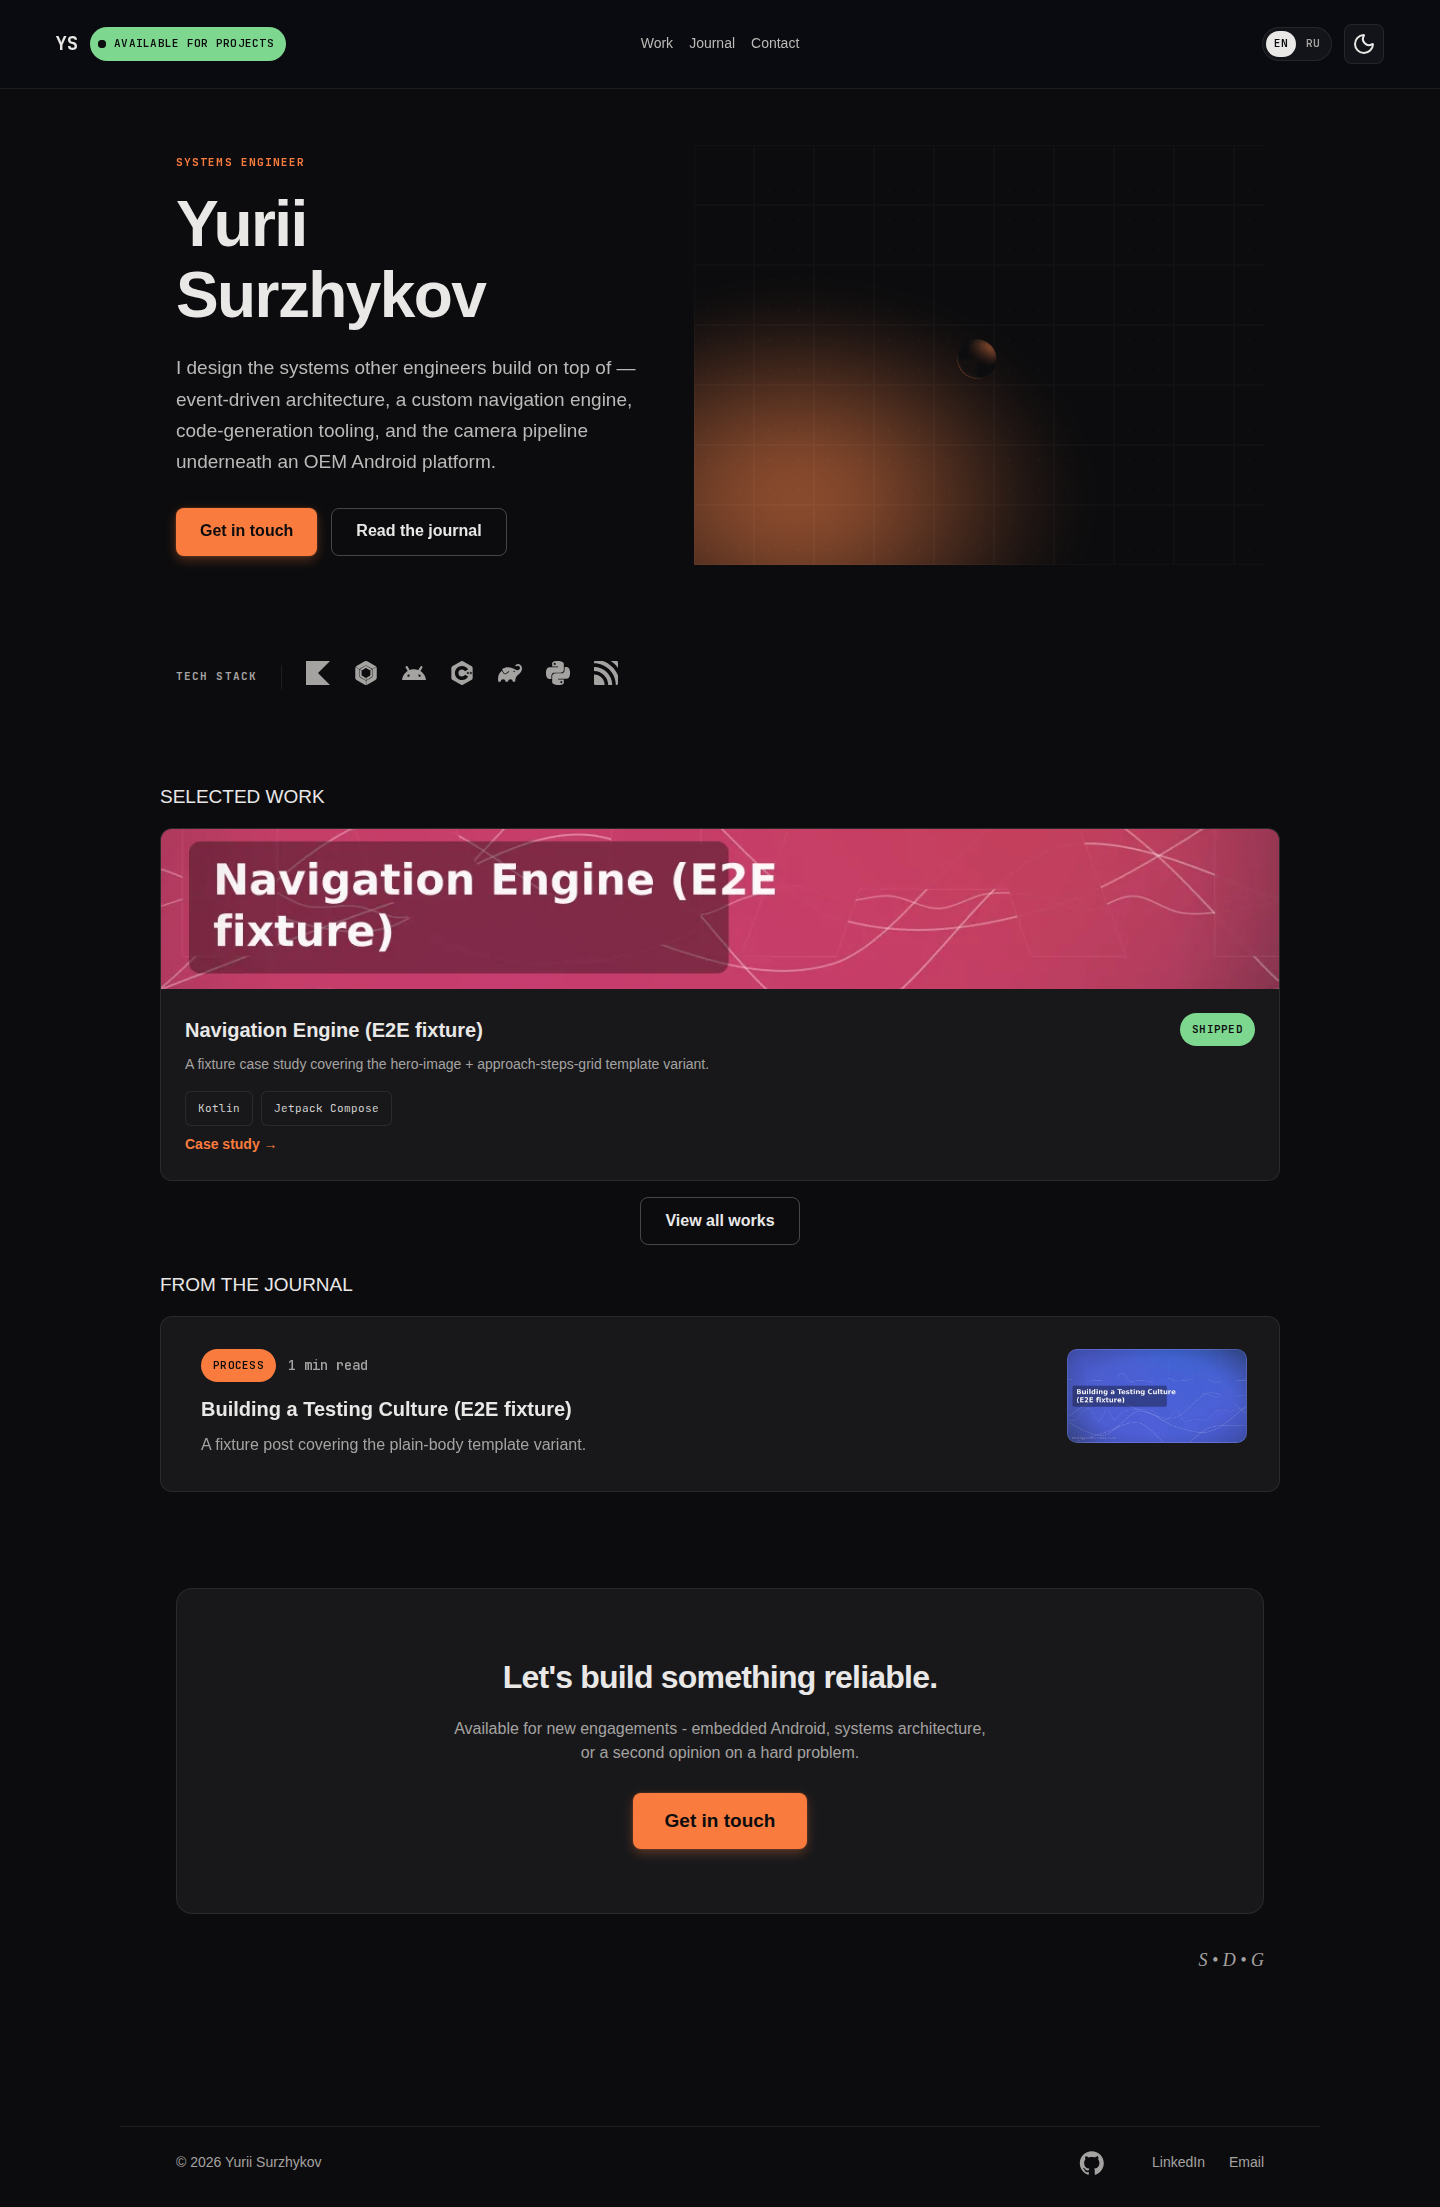 YS
AVAILABLE FOR PROJECTS
Work Journal Contact
EN RU
SYSTEMS ENGINEER
Yurii
Surzhykov
I design the systems other engineers build on top of —
event-driven architecture, a custom navigation engine,
code-generation tooling, and the camera pipeline
underneath an OEM Android platform.
Get in touch
Read the journal
TECH STACK
SELECTED WORK
Navigation Engine (E2E
fixture)
Navigation Engine (E2E fixture)
SHIPPED
A fixture case study covering the hero-image + approach-steps-grid template variant.
Kotlin
Jetpack Compose
Case study →
View all works
FROM THE JOURNAL
PROCESS
1 min read
Building a Testing Culture (E2E fixture)
A fixture post covering the plain-body template variant.
Building a Testing Culture
(E2E fixture)
Let's build something reliable.
Available for new engagements - embedded Android, systems architecture,
or a second opinion on a hard problem.
Get in touch
S • D • G
© 2026 Yurii Surzhykov
LinkedIn
Email